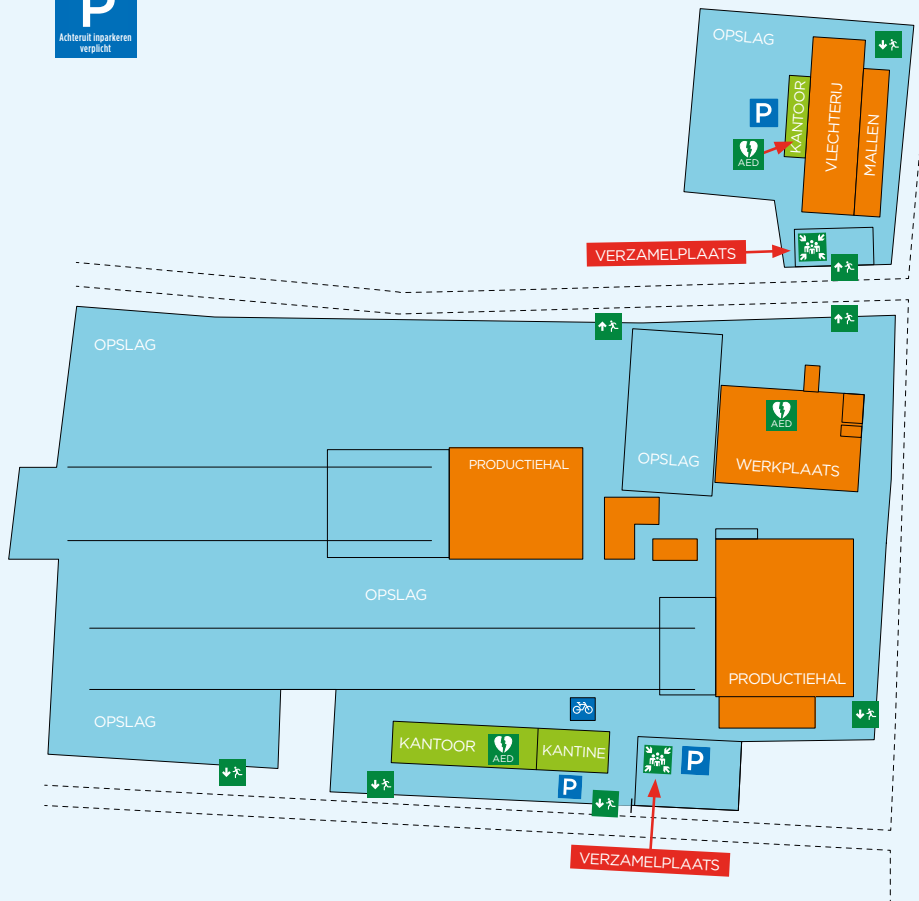 P
Achteruit inparkeren
verplicht
OPSLAG
KANTOOR
VLECHTERIJ
MALLEN
P
AED
VERZAMELPLAATS
OPSLAG
AED
PRODUCTIEHAL
OPSLAG
WERKPLAATS
OPSLAG
PRODUCTIEHAL
OPSLAG
KANTOOR
AED
KANTINE
P
P
VERZAMELPLAATS